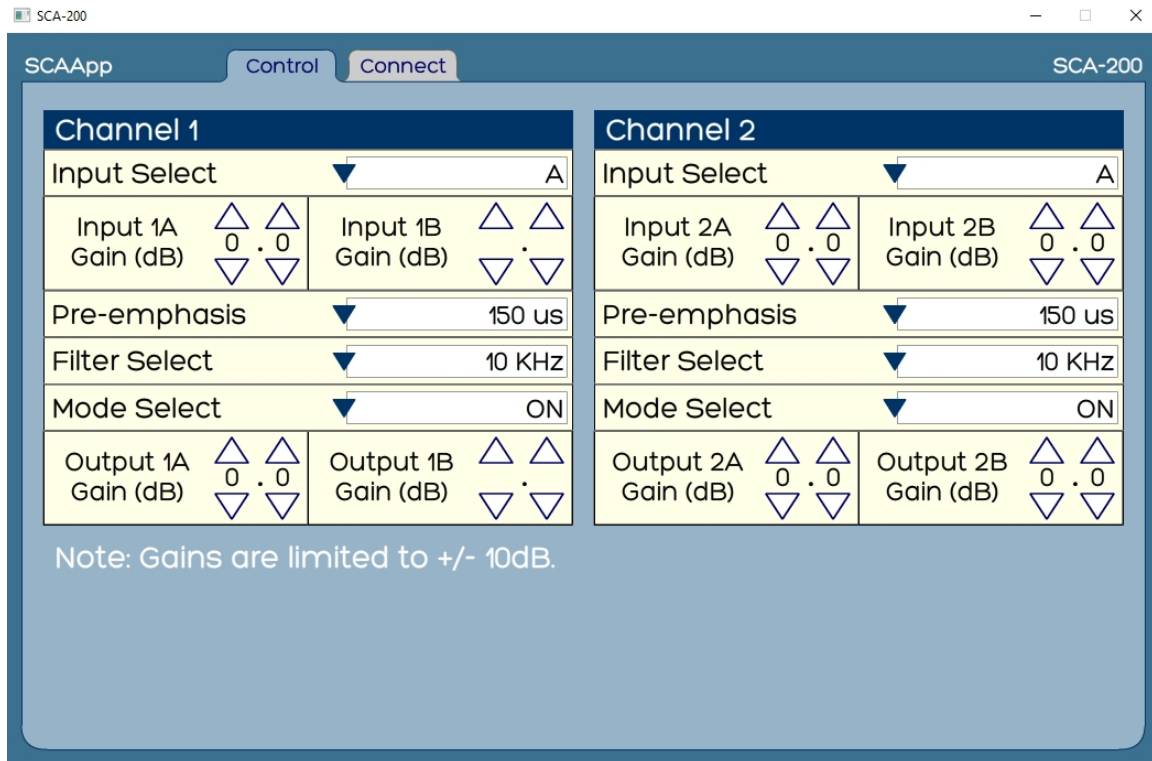 SCA-200
SCAApp Control Connect SCA-200
Channel 1
Input Select A
Input 1A Gain (dB) 0 . 0 Input 1B Gain (dB) .
Pre-emphasis 150 us
Filter Select 10 KHz
Mode Select ON
Output 1A Gain (dB) 0 . 0 Output 1B Gain (dB) .
Channel 2
Input Select A
Input 2A Gain (dB) 0 . 0 Input 2B Gain (dB) 0 . 0
Pre-emphasis 150 us
Filter Select 10 KHz
Mode Select ON
Output 2A Gain (dB) 0 . 0 Output 2B Gain (dB) 0 . 0
Note: Gains are limited to +/- 10dB.